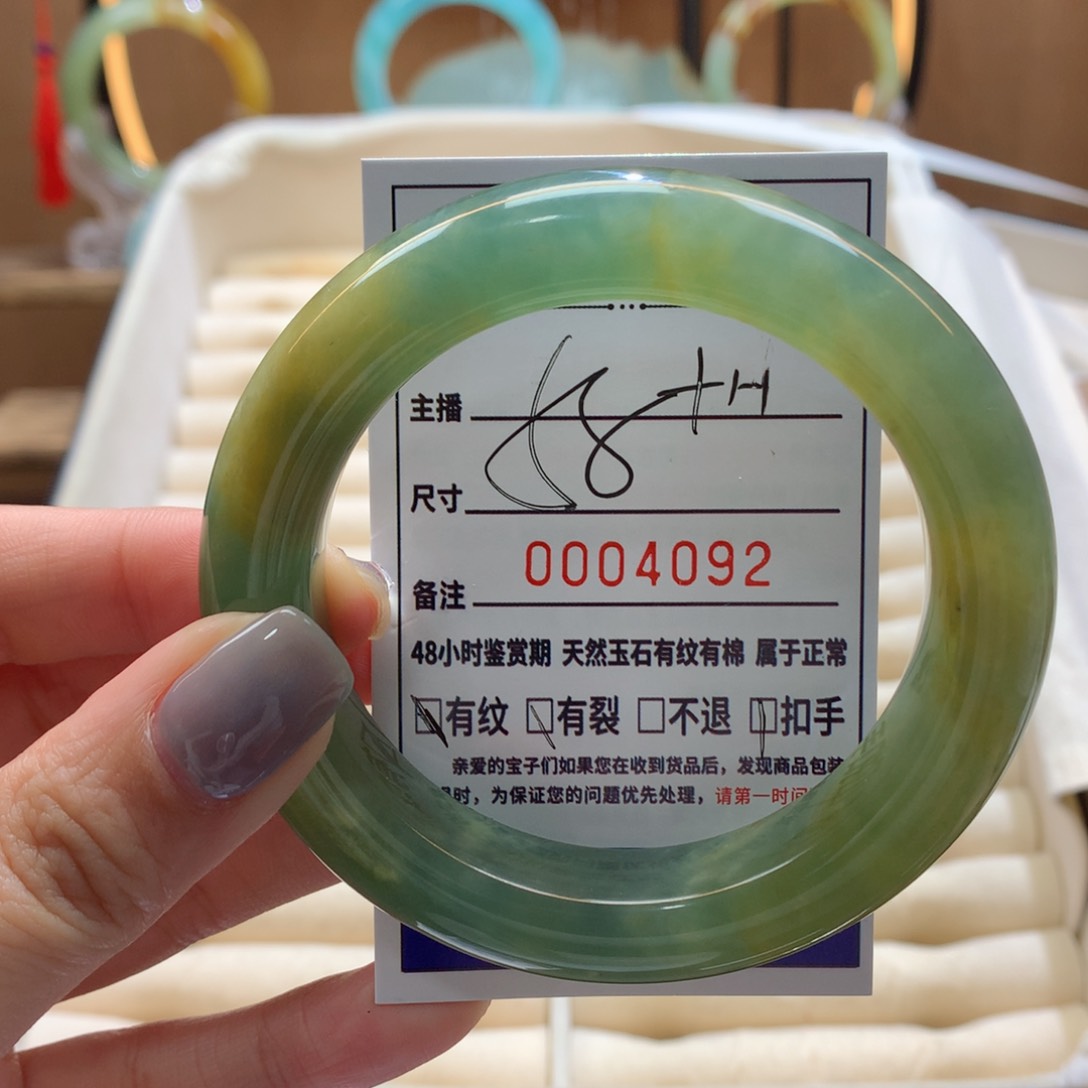 主播
58+H
尺寸
0004092
备注
48小时鉴赏期 天然玉石有纹有棉 属于正常
☑有纹 ☑有裂 □不退 ☑扣手
亲爱的宝子们如果您在收到货品后，发现商品包装
时，为保证您的问题优先处理，请第一时间